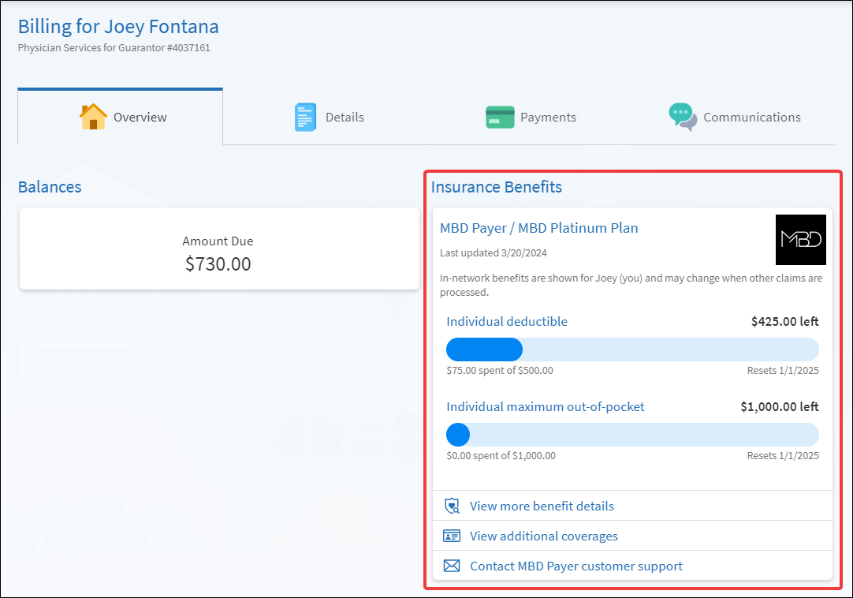 Billing for Joey Fontana
Physician Services for Guarantor #4037161
Overview
Details
Payments
Communications
Balances
Amount Due
$730.00
Insurance Benefits
MBD Payer / MBD Platinum Plan
Last updated 3/20/2024
MBD
In-network benefits are shown for Joey (you) and may change when other claims are
processed.
Individual deductible $425.00 left
$75.00 spent of $500.00 Resets 1/1/2025
Individual maximum out-of-pocket $1,000.00 left
$0.00 spent of $1,000.00 Resets 1/1/2025
View more benefit details
View additional coverages
Contact MBD Payer customer support